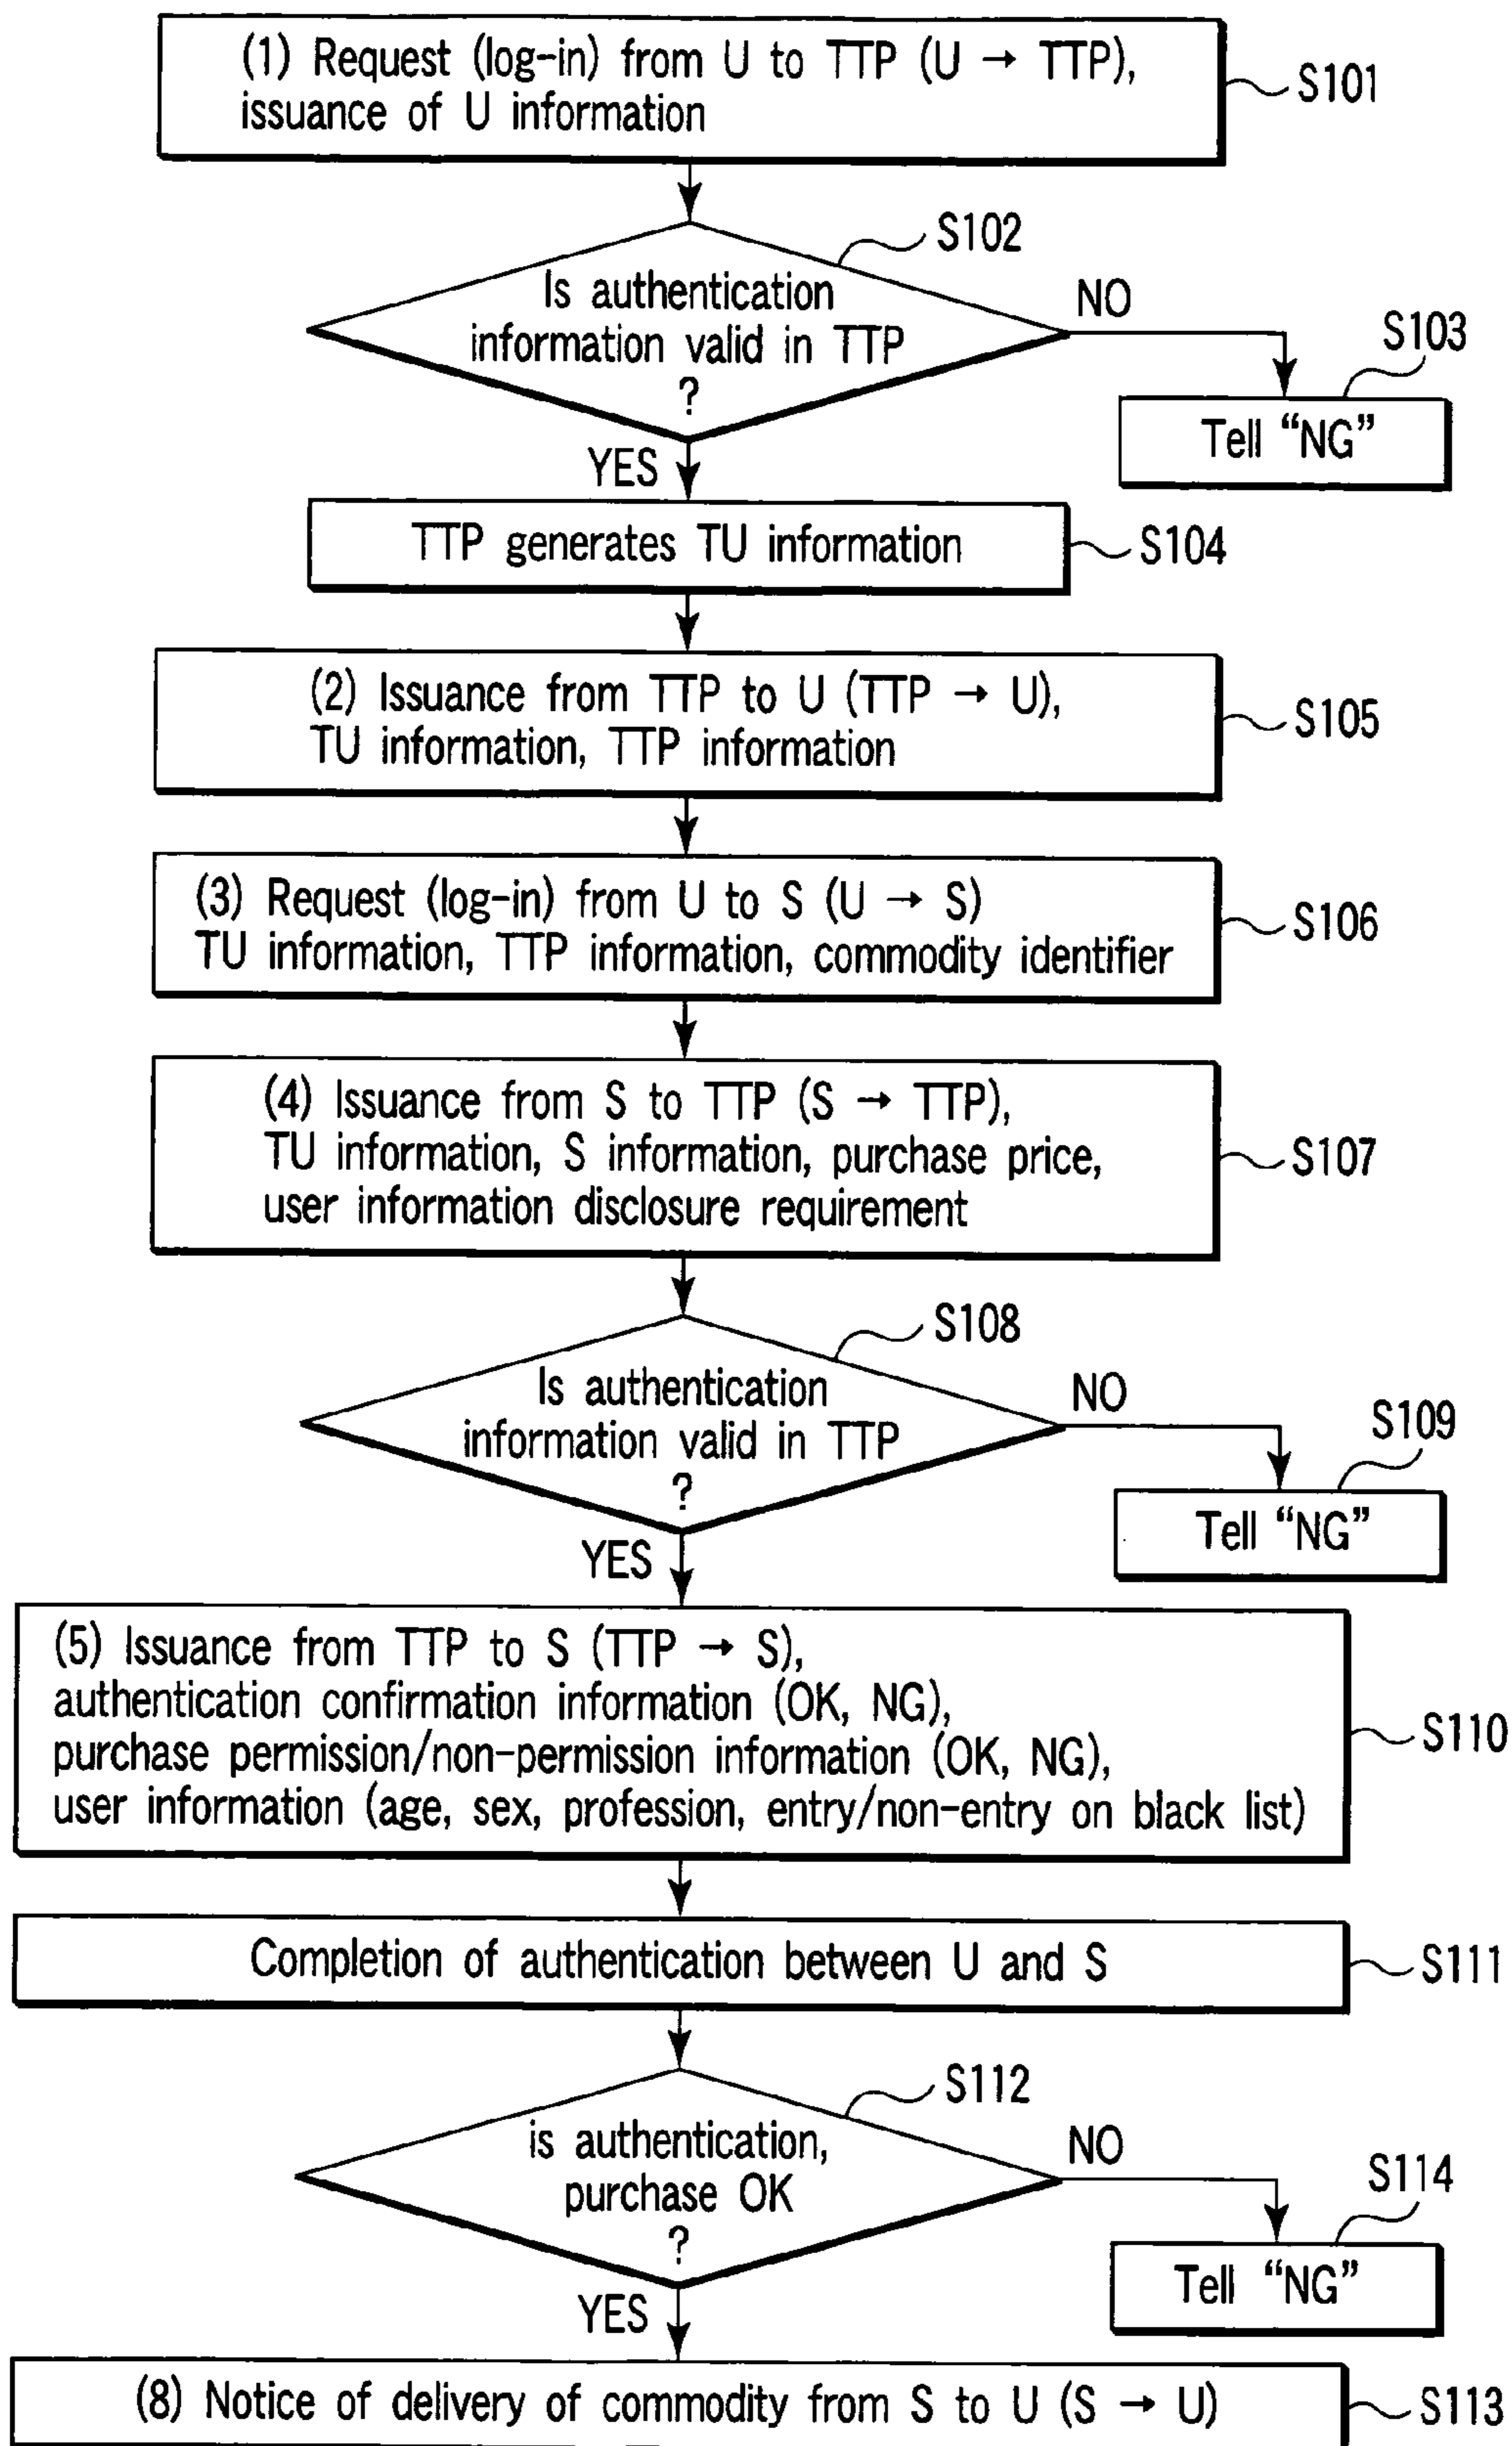 (1) Request (log-in) from U to TTP (U → TTP),
issuance of U information
S101
S102
Is authentication
information valid in TTP
?
NO
S103
Tell “NG”
YES
TTP generates TU information
S104
(2) Issuance from TTP to U (TTP → U),
TU information, TTP information
S105
(3) Request (log-in) from U to S (U → S)
TU information, TTP information, commodity identifier
S106
(4) Issuance from S to TTP (S → TTP),
TU information, S information, purchase price,
user information disclosure requirement
S107
S108
Is authentication
information valid in TTP
?
NO
S109
Tell “NG”
YES
(5) Issuance from TTP to S (TTP → S),
authentication confirmation information (OK, NG),
purchase permission/non-permission information (OK, NG),
user information (age, sex, profession, entry/non-entry on black list)
S110
Completion of authentication between U and S
S111
S112
is authentication,
purchase OK
?
NO
S114
Tell “NG”
YES
(8) Notice of delivery of commodity from S to U (S → U)
S113